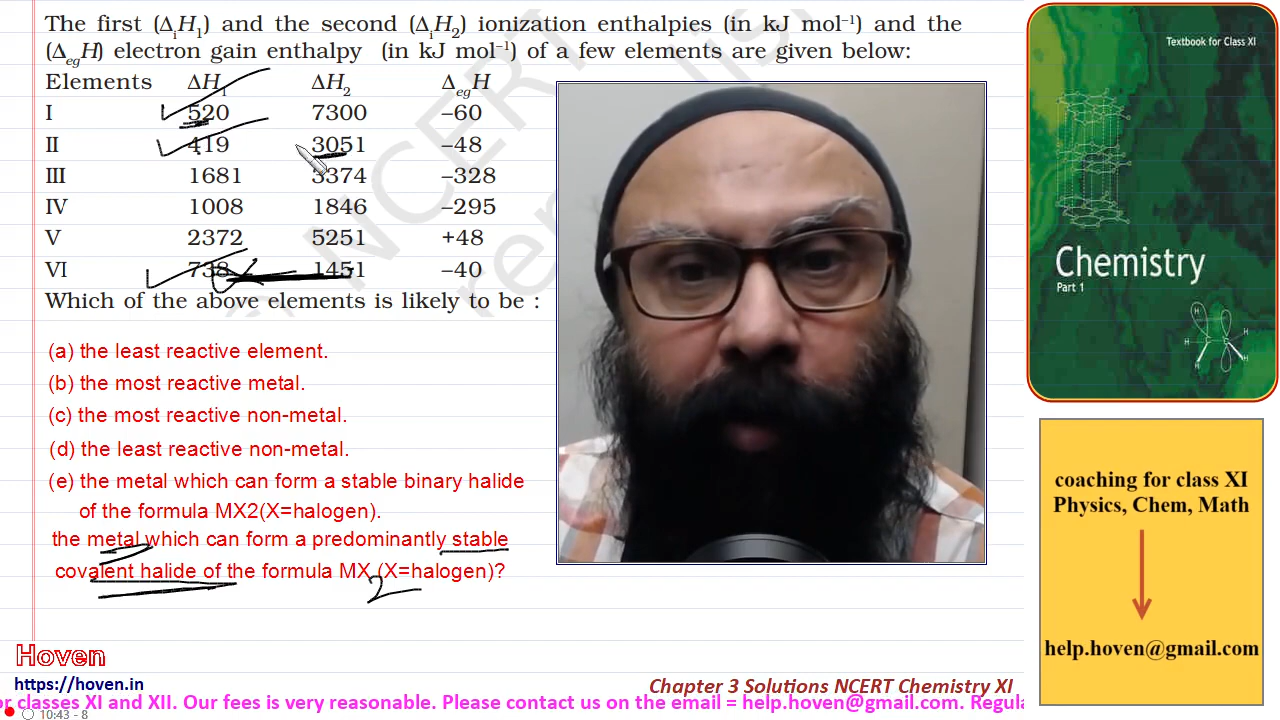 The first (ΔᵢH₁) and the second (ΔᵢH₂) ionization enthalpies (in kJ mol⁻¹) and the
(Δ_egH) electron gain enthalpy (in kJ mol⁻¹) of a few elements are given below:
Elements ΔH₁ ΔH₂ Δ_egH
I 520 7300 –60
II 419 3051 –48
III 1681 3374 –328
IV 1008 1846 –295
V 2372 5251 +48
VI 738 1451 –40
Which of the above elements is likely to be :
(a) the least reactive element.
(b) the most reactive metal.
(c) the most reactive non-metal.
(d) the least reactive non-metal.
(e) the metal which can form a stable binary halide
of the formula MX2(X=halogen).
the metal which can form a predominantly stable
covalent halide of the formula MX (X=halogen)?
2
Hoven
https://hoven.in
Chapter 3 Solutions NCERT Chemistry XI
or classes XI and XII. Our fees is very reasonable. Please contact us on the email = help.hoven@gmail.com. Regula
10:43 - 8
Textbook for Class XI
Chemistry
Part 1
coaching for class XI
Physics, Chem, Math
help.hoven@gmail.com
NCERT